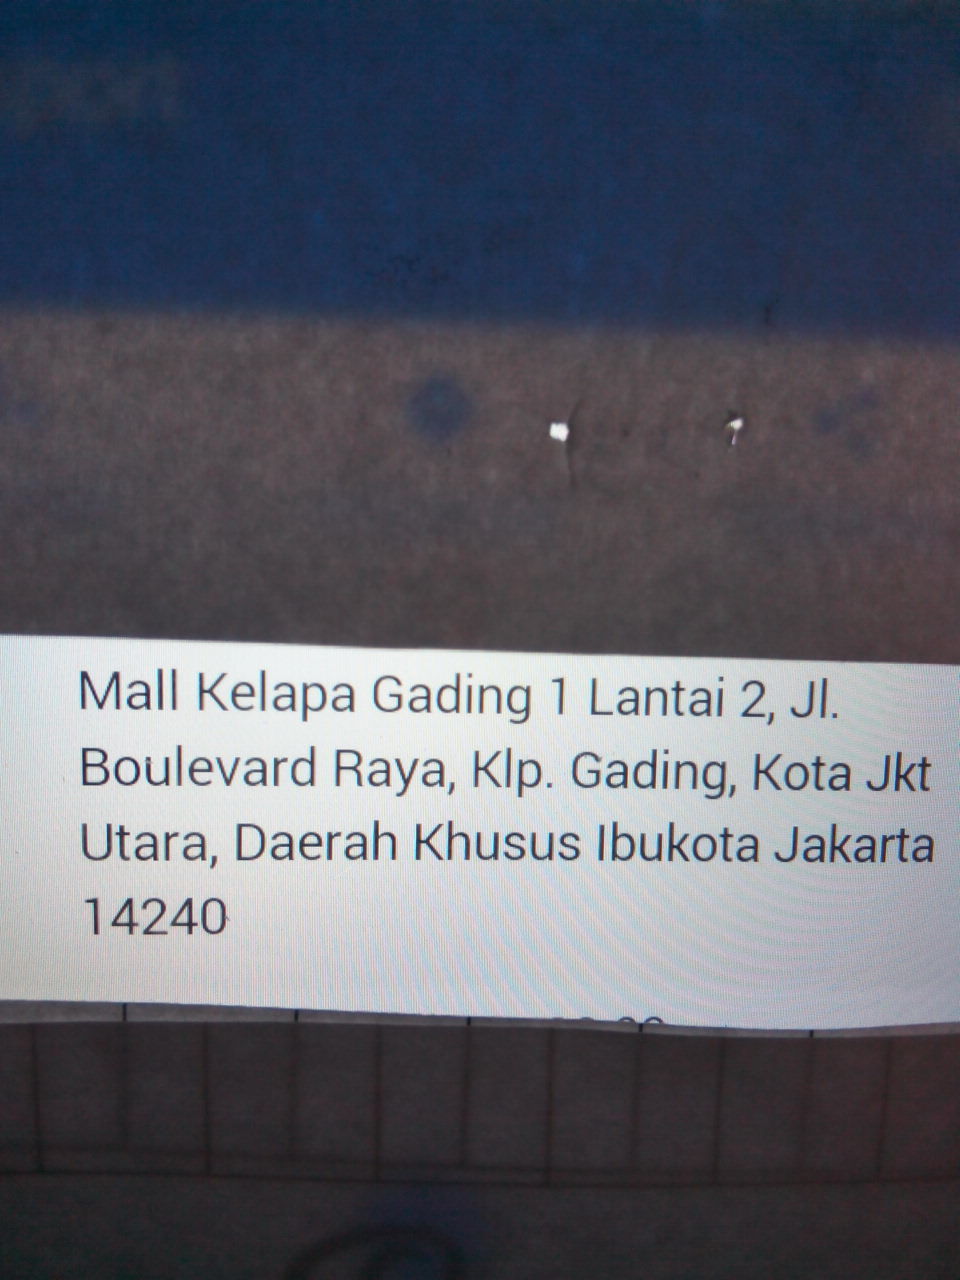 Mall Kelapa Gading 1 Lantai 2, Jl.
Boulevard Raya, Klp. Gading, Kota Jkt
Utara, Daerah Khusus Ibukota Jakarta
14240